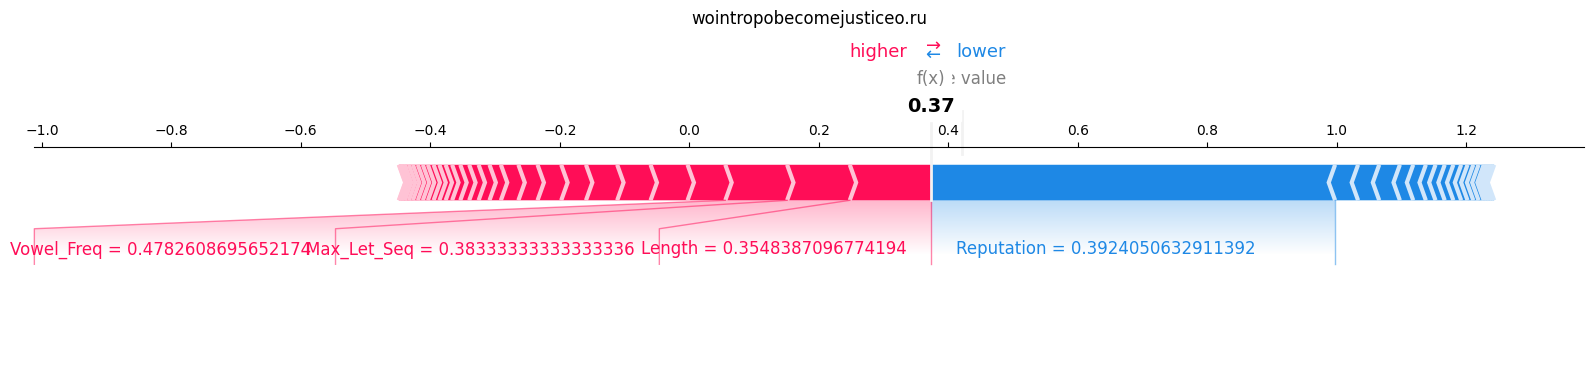 wointropobecomejusticeo.ru
higher ⇄ lower
f(x) e value
0.37
−1.0 −0.8 −0.6 −0.4 −0.2 0.0 0.2 0.4 0.6 0.8 1.0 1.2
Vowel_Freq = 0.4782608695652174 Max_Let_Seq = 0.38333333333333336 Length = 0.3548387096774194 Reputation = 0.3924050632911392